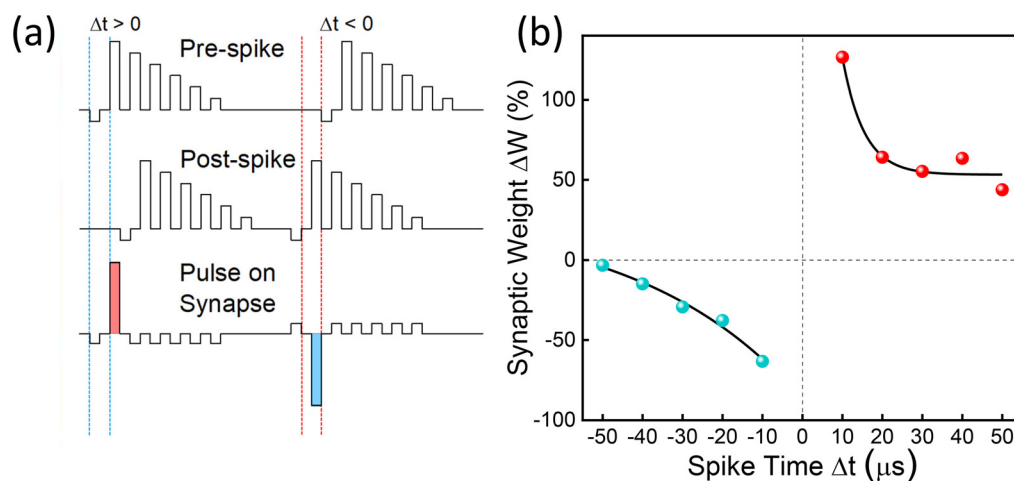 (a)
Δt > 0
Δt < 0
Pre-spike
Post-spike
Pulse on
Synapse
(b)
Synaptic Weight ΔW (%)
100
50
0
-50
-100
-50 -40 -30 -20 -10 0 10 20 30 40 50
Spike Time Δt (μs)